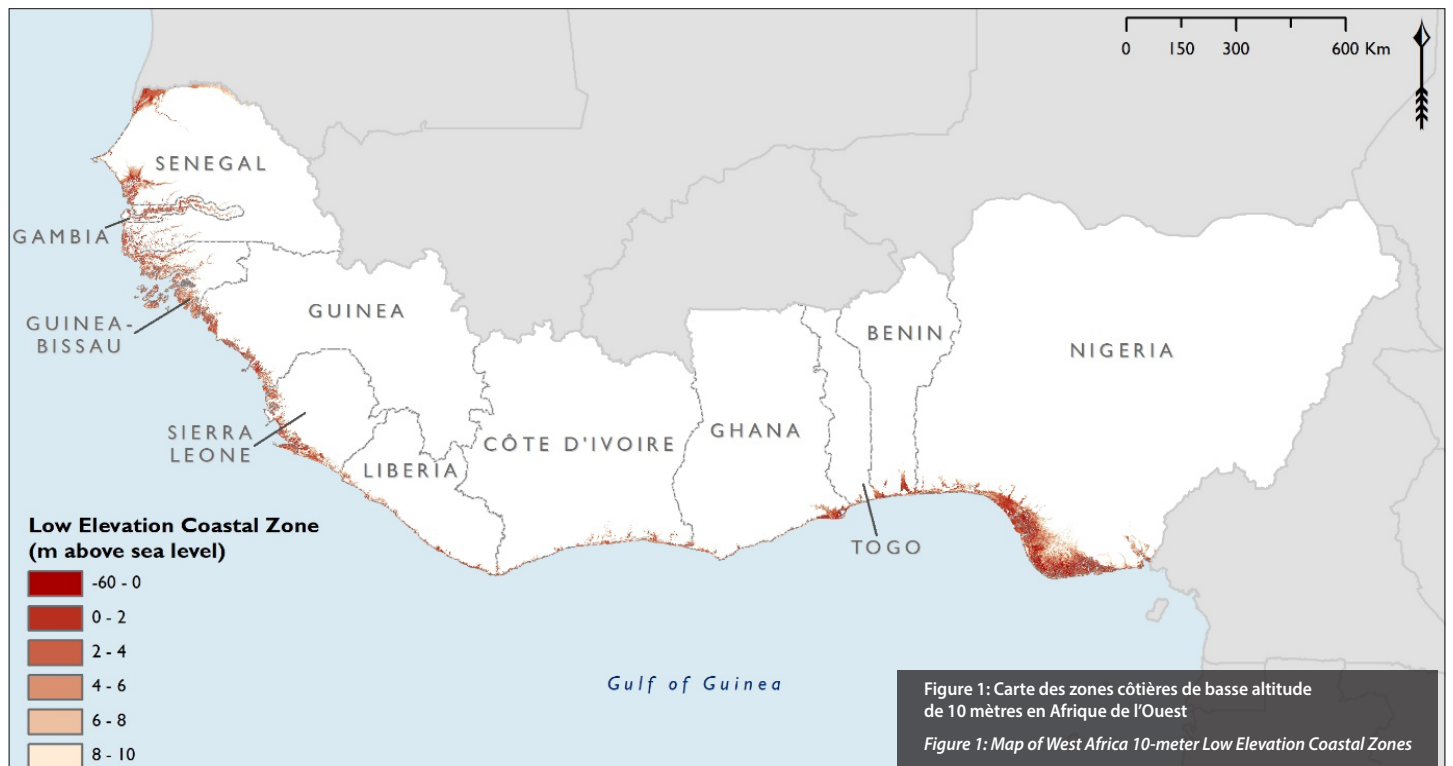 0 150 300 600 Km
SENEGAL
GAMBIA
GUINEA-
BISSAU
GUINEA
SIERRA
LEONE
LIBERIA
CÔTE D'IVOIRE
GHANA
TOGO
BENIN
NIGERIA
Low Elevation Coastal Zone
(m above sea level)
-60 - 0
0 - 2
2 - 4
4 - 6
6 - 8
8 - 10
Gulf of Guinea
Figure 1: Carte des zones côtières de basse altitude
de 10 mètres en Afrique de l’Ouest
Figure 1: Map of West Africa 10-meter Low Elevation Coastal Zones